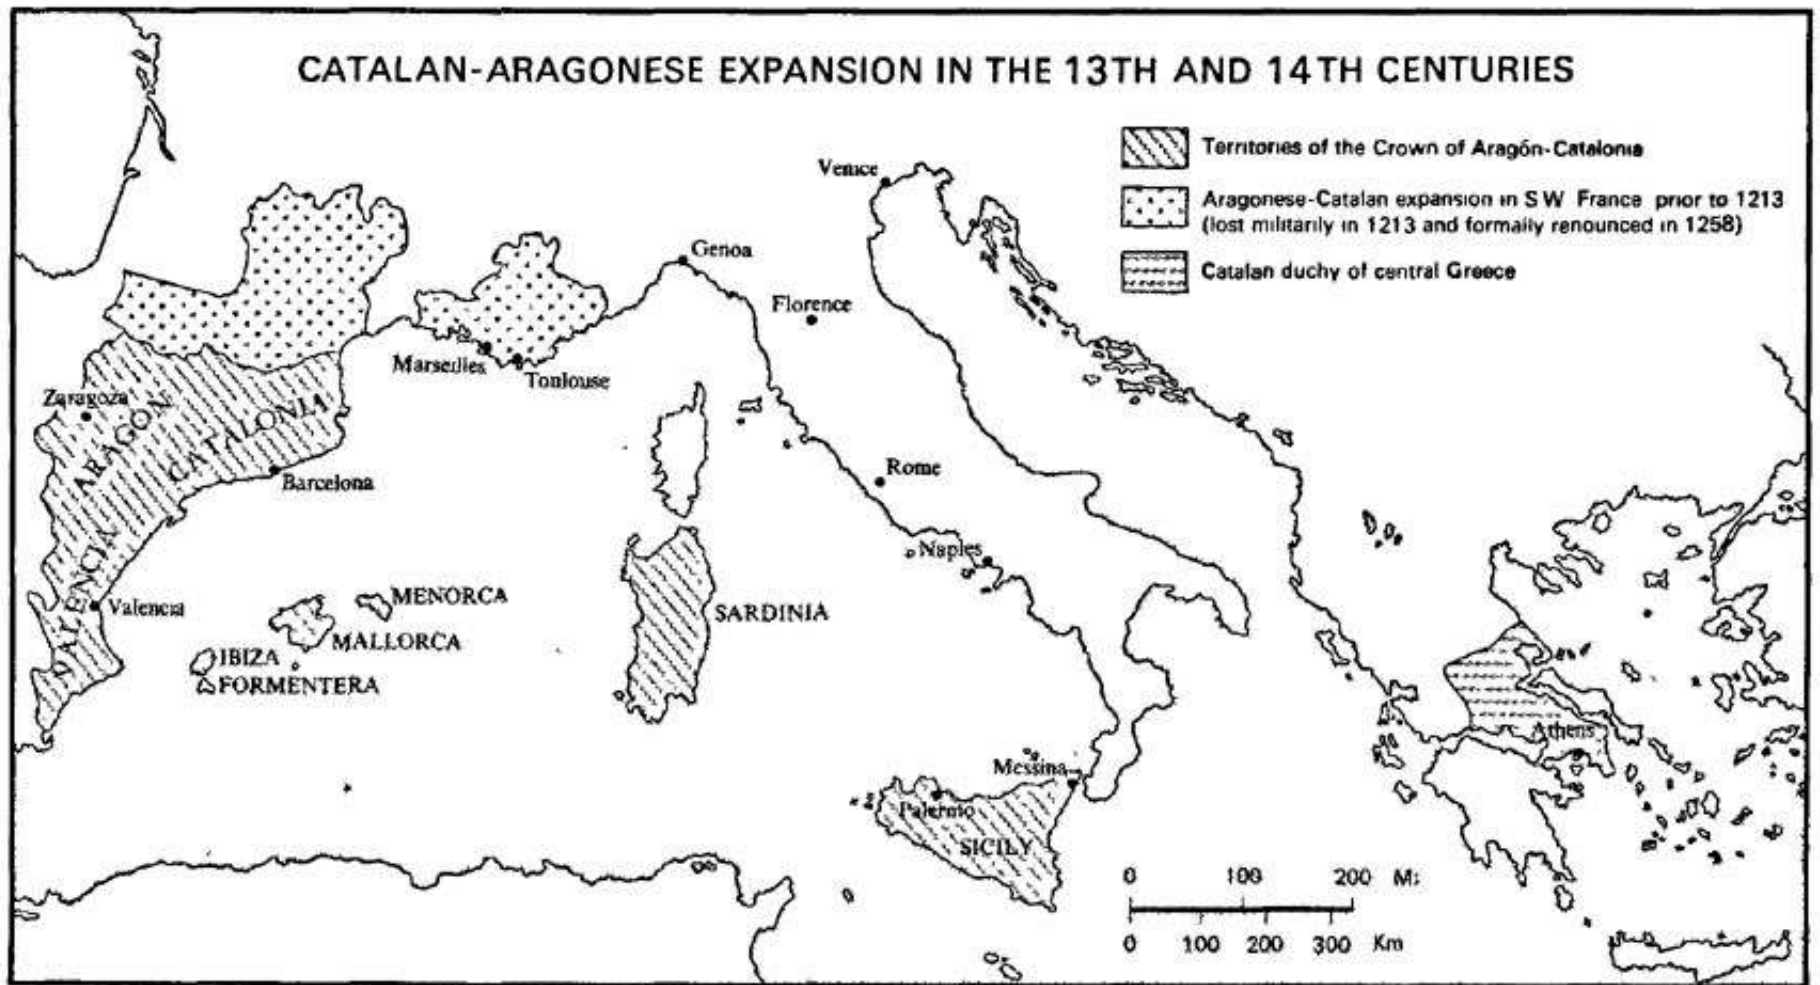 CATALAN-ARAGONESE EXPANSION IN THE 13TH AND 14TH CENTURIES
Territories of the Crown of Aragón-Catalonia
Aragonese-Catalan expansion in SW France prior to 1213
(lost militarily in 1213 and formally renounced in 1258)
Catalan duchy of central Greece
Venice
Genoa
Florence
Marseilles
Toulouse
Zaragoza
ARAGON
CATALONIA
Barcelona
Rome
Naples
VALENCIA
Valencia
MENORCA
MALLORCA
IBIZA
FORMENTERA
SARDINIA
Athens
Messina
Palermo
SICILY
0 100 200 Mi
0 100 200 300 Km